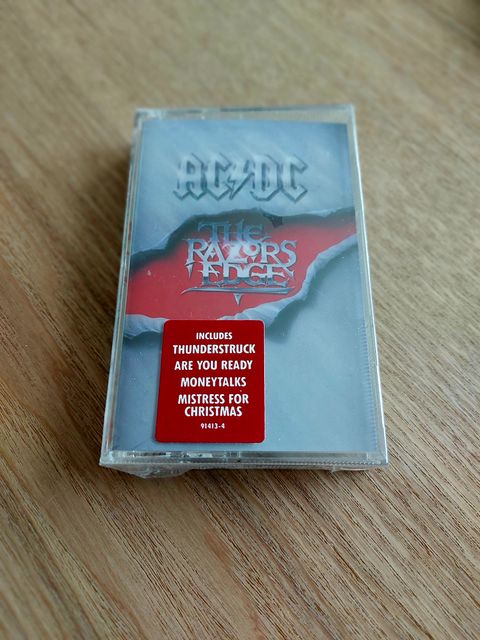 AC⚡DC
THE
RAZORS
EDGE
INCLUDES
THUNDERSTRUCK
ARE YOU READY
MONEYTALKS
MISTRESS FOR
CHRISTMAS
91413-4